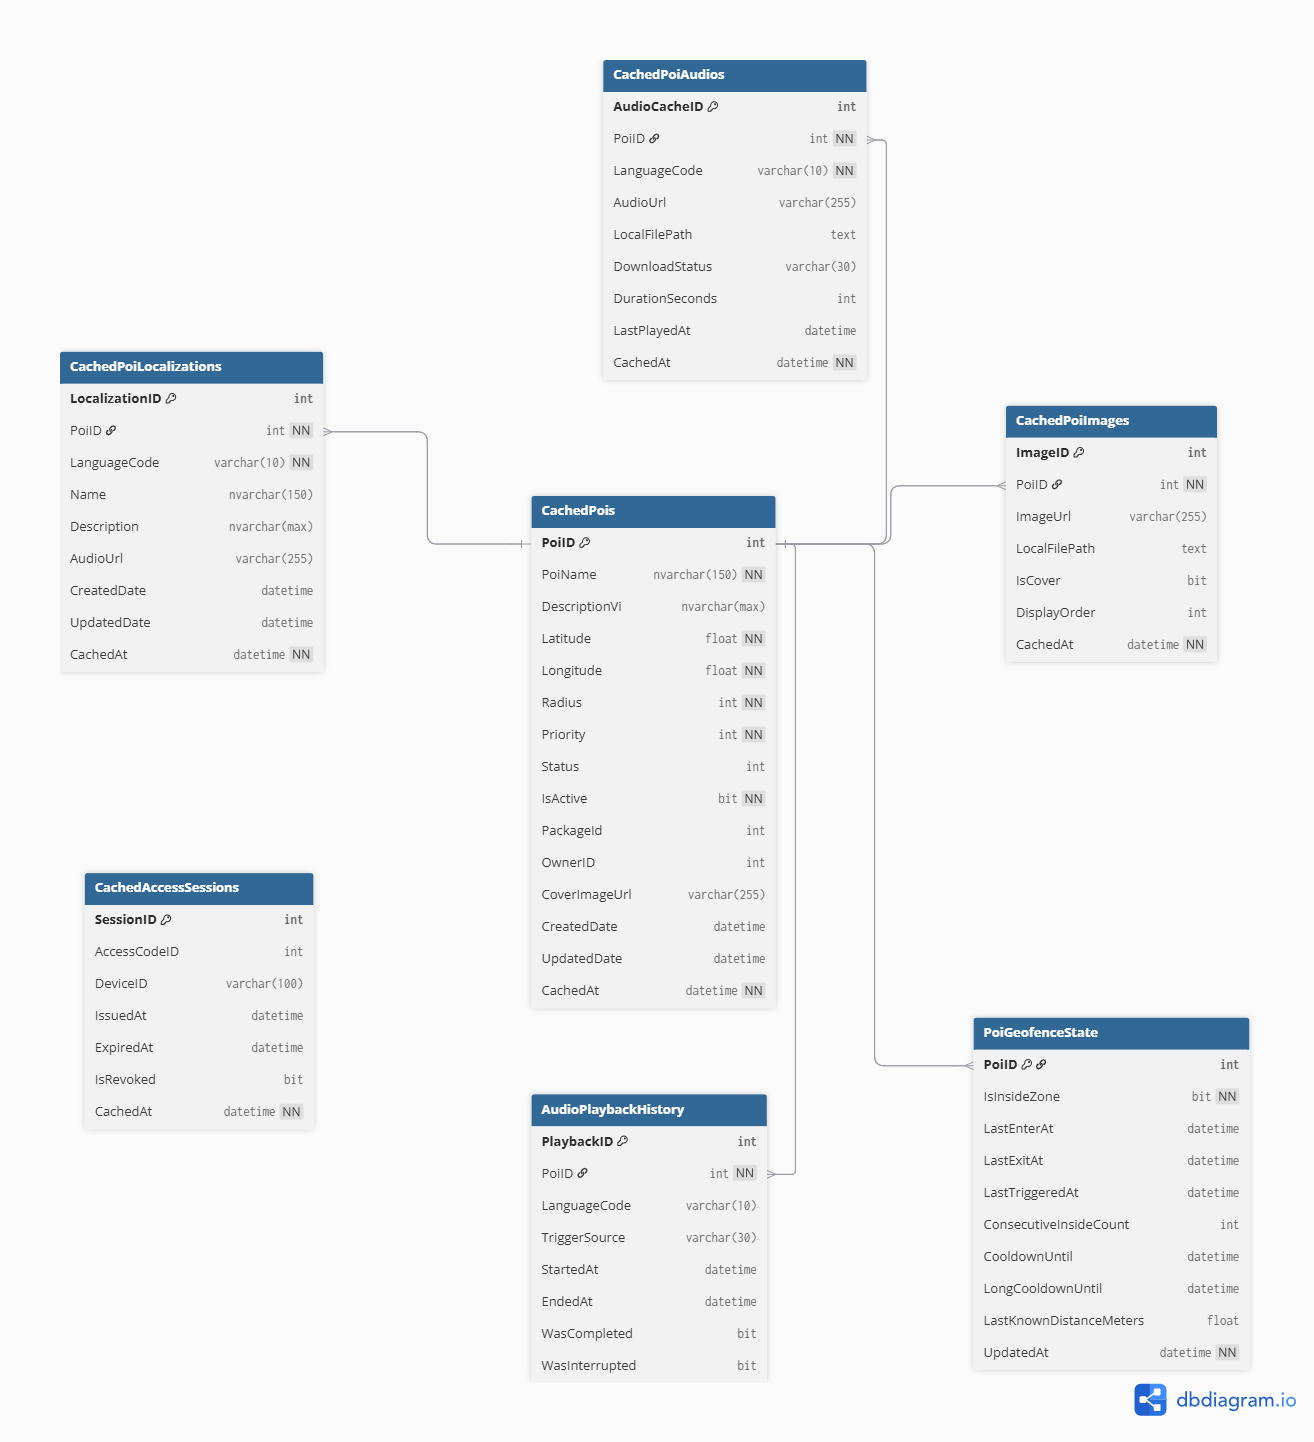 CachedPoiAudios
AudioCacheID int
PoiID int NN
LanguageCode varchar(10) NN
AudioUrl varchar(255)
LocalFilePath text
DownloadStatus varchar(30)
DurationSeconds int
LastPlayedAt datetime
CachedAt datetime NN
CachedPoiLocalizations
LocalizationID int
PoiID int NN
LanguageCode varchar(10) NN
Name nvarchar(150)
Description nvarchar(max)
AudioUrl varchar(255)
CreatedDate datetime
UpdatedDate datetime
CachedAt datetime NN
CachedPoiImages
ImageID int
PoiID int NN
ImageUrl varchar(255)
LocalFilePath text
IsCover bit
DisplayOrder int
CachedAt datetime NN
CachedPois
PoiID int
PoiName nvarchar(150) NN
DescriptionVi nvarchar(max)
Latitude float NN
Longitude float NN
Radius int NN
Priority int NN
Status int
IsActive bit NN
PackageId int
OwnerID int
CoverImageUrl varchar(255)
CreatedDate datetime
UpdatedDate datetime
CachedAt datetime NN
CachedAccessSessions
SessionID int
AccessCodeID int
DeviceID varchar(100)
IssuedAt datetime
ExpiredAt datetime
IsRevoked bit
CachedAt datetime NN
PoiGeofenceState
PoiID int
IsInsideZone bit NN
LastEnterAt datetime
LastExitAt datetime
LastTriggeredAt datetime
ConsecutiveInsideCount int
CooldownUntil datetime
LongCooldownUntil datetime
LastKnownDistanceMeters float
UpdatedAt datetime NN
AudioPlaybackHistory
PlaybackID int
PoiID int NN
LanguageCode varchar(10)
TriggerSource varchar(30)
StartedAt datetime
EndedAt datetime
WasCompleted bit
WasInterrupted bit
dbdiagram.io